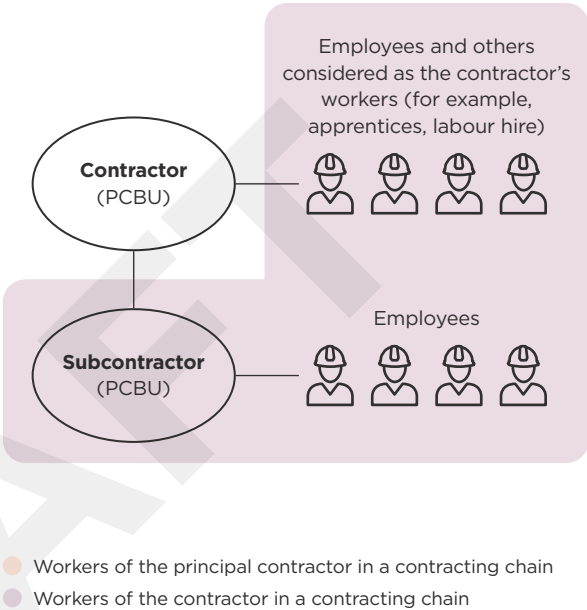 Employees and others
considered as the contractor's
workers (for example,
apprentices, labour hire)
Contractor
(PCBU)
Employees
Subcontractor
(PCBU)
Workers of the principal contractor in a contracting chain
Workers of the contractor in a contracting chain